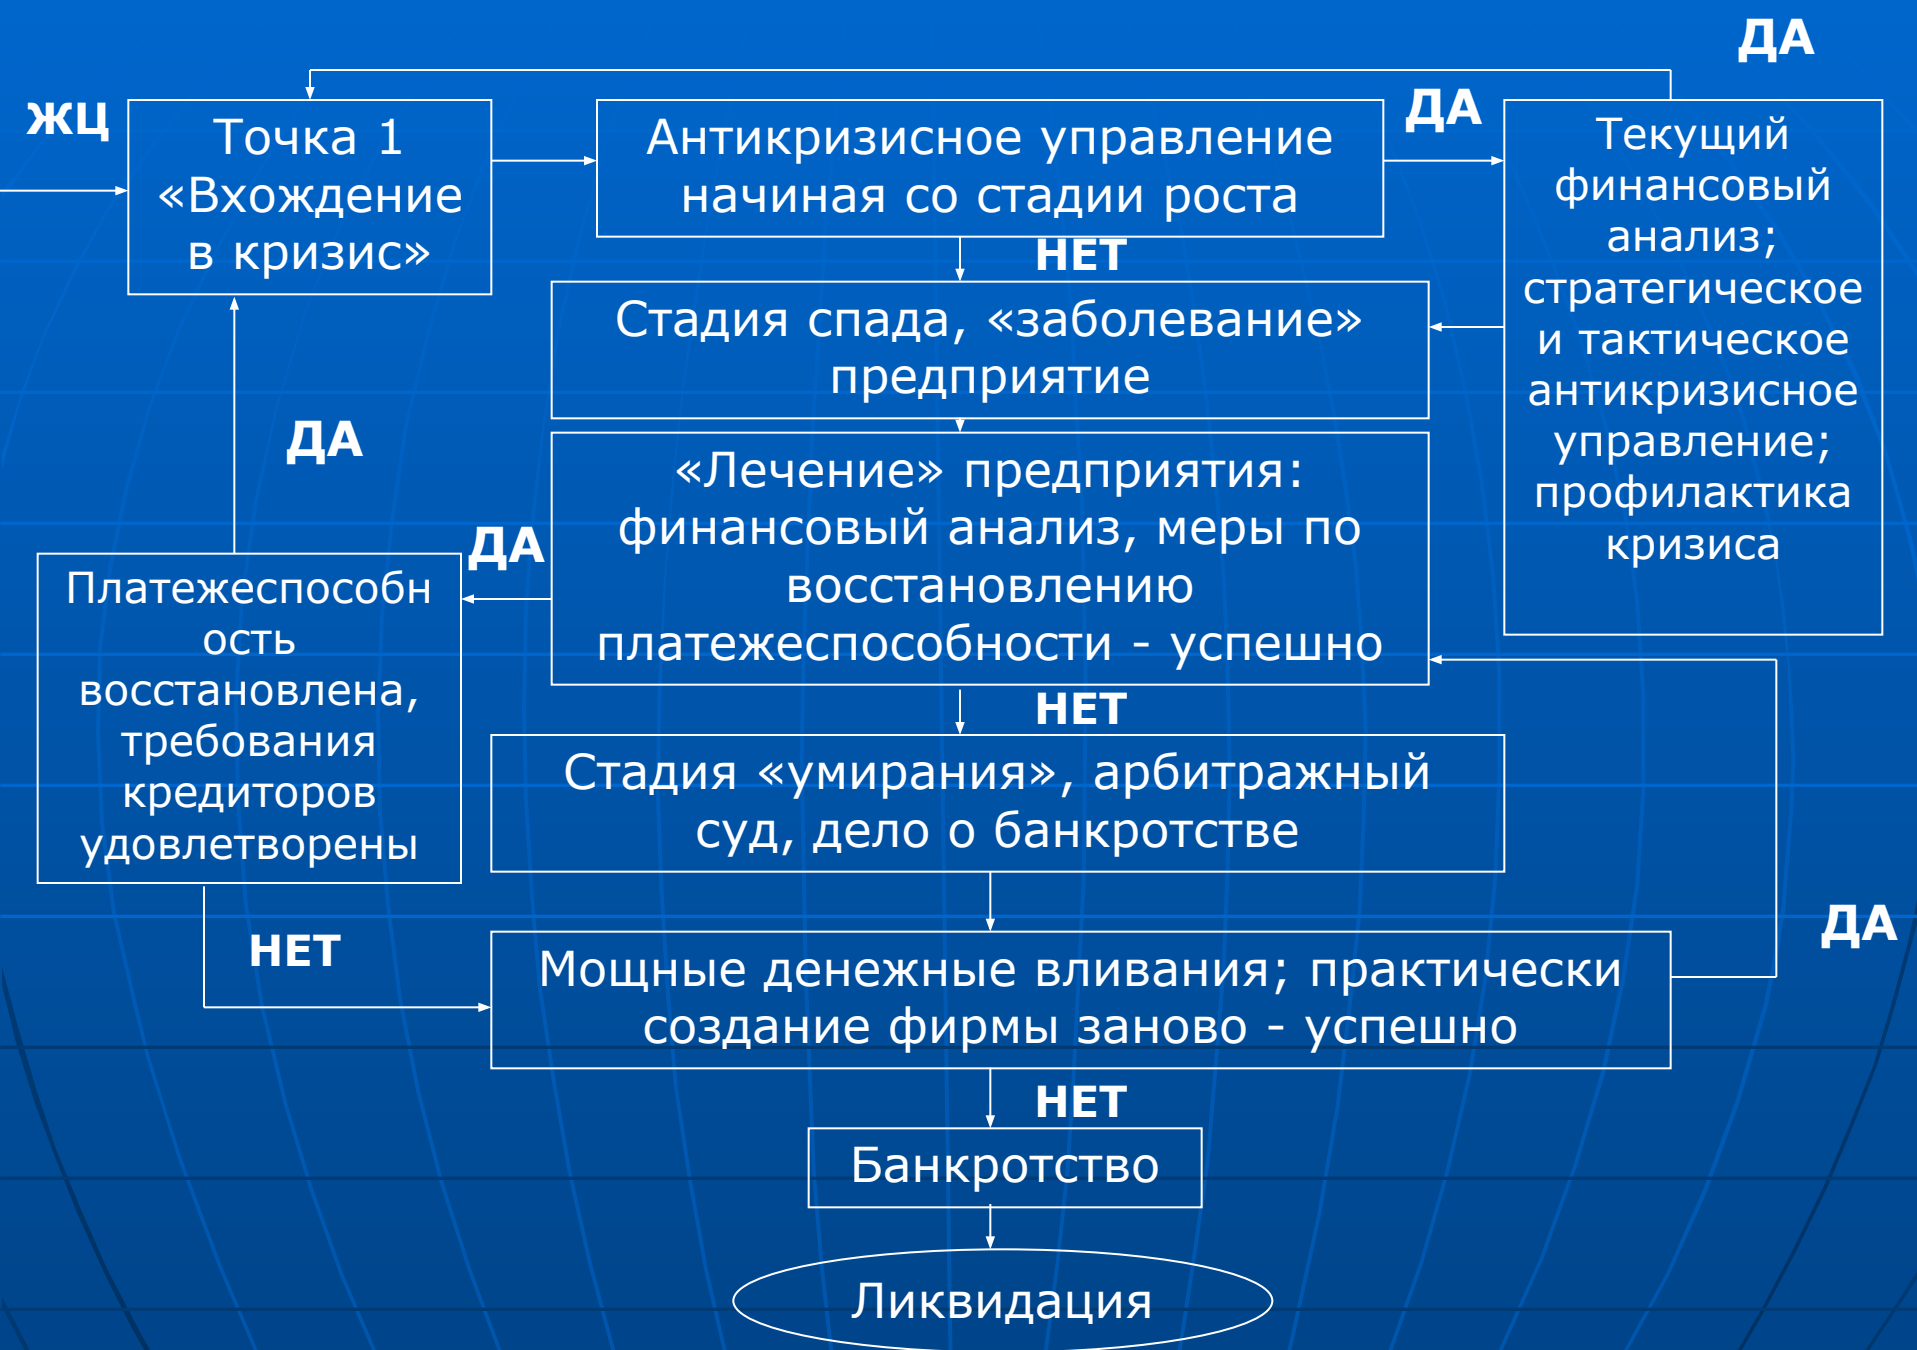 ДА
ЖЦ
Точка 1
«Вхождение
в кризис»
Антикризисное управление
начиная со стадии роста
ДА
Текущий
финансовый
анализ;
стратегическое
и тактическое
антикризисное
управление;
профилактика
кризиса
НЕТ
Стадия спада, «заболевание»
предприятие
ДА
«Лечение» предприятия:
финансовый анализ, меры по
восстановлению
платежеспособности - успешно
ДА
Платежеспособн
ость
восстановлена,
требования
кредиторов
удовлетворены
НЕТ
Стадия «умирания», арбитражный
суд, дело о банкротстве
ДА
НЕТ
Мощные денежные вливания; практически
создание фирмы заново - успешно
НЕТ
Банкротство
Ликвидация